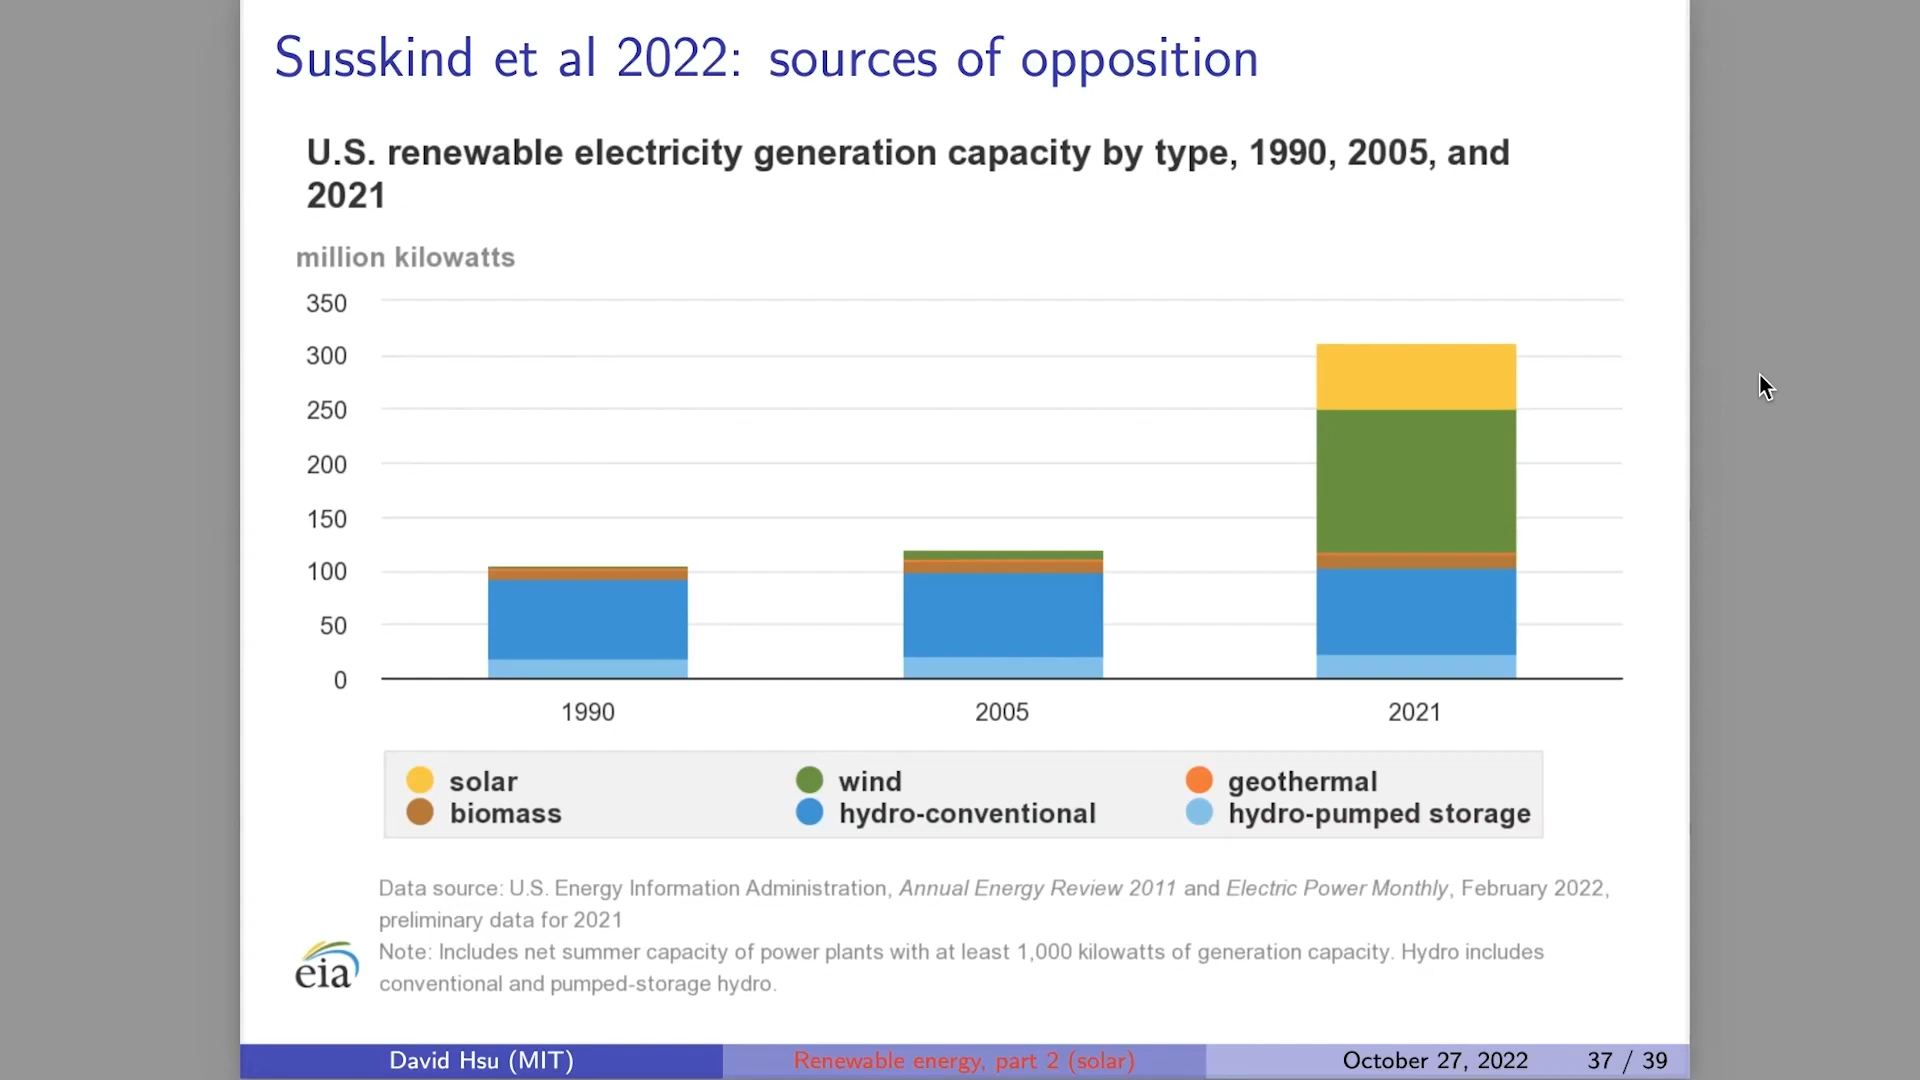 Susskind et al 2022: sources of opposition
U.S. renewable electricity generation capacity by type, 1990, 2005, and
2021
million kilowatts
350
300
250
200
150
100
50
0
1990 2005 2021
solar wind geothermal
biomass hydro-conventional hydro-pumped storage
Data source: U.S. Energy Information Administration, Annual Energy Review 2011 and Electric Power Monthly, February 2022,
preliminary data for 2021
Note: Includes net summer capacity of power plants with at least 1,000 kilowatts of generation capacity. Hydro includes
conventional and pumped-storage hydro.
eia
David Hsu (MIT) Renewable energy, part 2 (solar) October 27, 2022 37 / 39